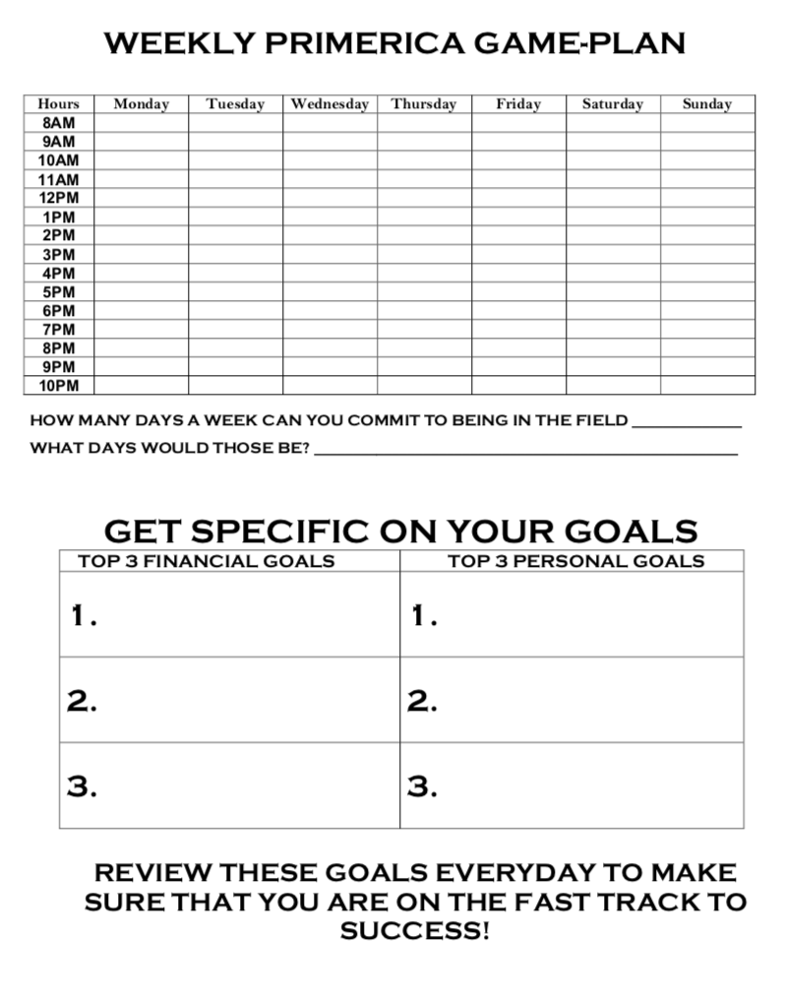 WEEKLY PRIMERICA GAME-PLAN
Hours Monday Tuesday Wednesday Thursday Friday Saturday Sunday
8AM
9AM
10AM
11AM
12PM
1PM
2PM
3PM
4PM
5PM
6PM
7PM
8PM
9PM
10PM
HOW MANY DAYS A WEEK CAN YOU COMMIT TO BEING IN THE FIELD ____________
WHAT DAYS WOULD THOSE BE? ______________________________________________
GET SPECIFIC ON YOUR GOALS
TOP 3 FINANCIAL GOALS TOP 3 PERSONAL GOALS
1. 1.
2. 2.
3. 3.
REVIEW THESE GOALS EVERYDAY TO MAKE
SURE THAT YOU ARE ON THE FAST TRACK TO
SUCCESS!